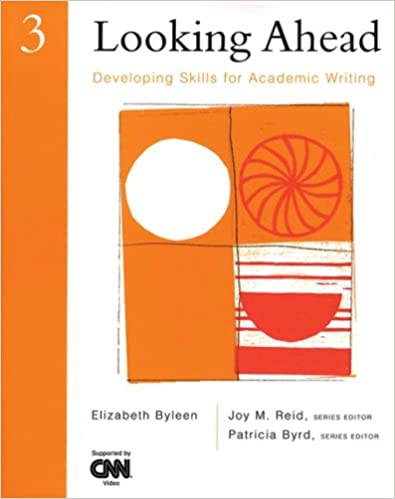 3
Looking Ahead
Developing Skills for Academic Writing
Elizabeth Byleen
Joy M. Reid, SERIES EDITOR
Patricia Byrd, SERIES EDITOR
Supported by
CNN
Video